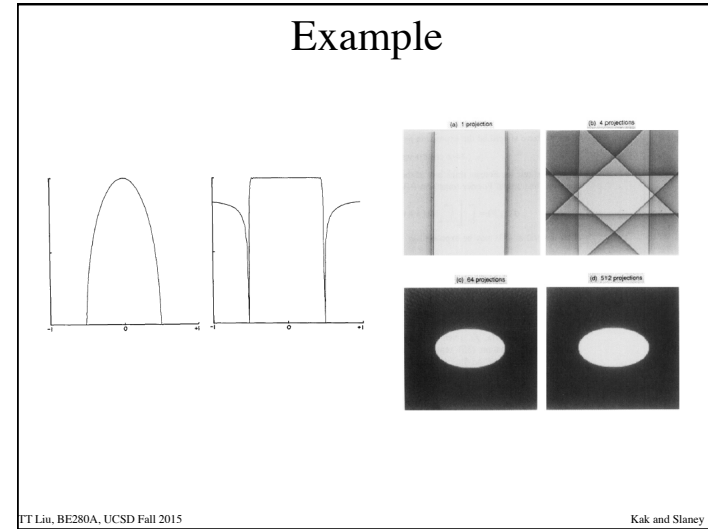 Example
(a) 1 projection
(b) 4 projections
-1
0
+1
-1
0
+1
(c) 64 projections
(d) 512 projections
TT Liu, BE280A, UCSD Fall 2015
Kak and Slaney